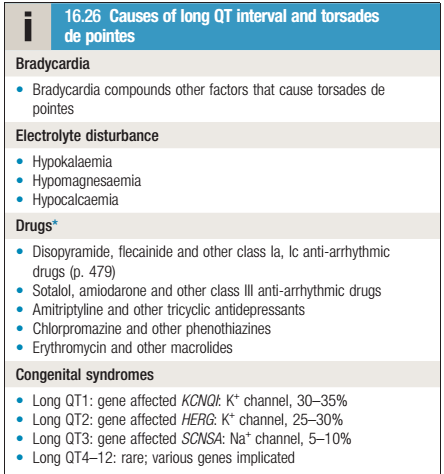 i
16.26 Causes of long QT interval and torsades
de pointes
Bradycardia
• Bradycardia compounds other factors that cause torsades de
pointes
Electrolyte disturbance
• Hypokalaemia
• Hypomagnesaemia
• Hypocalcaemia
Drugs*
• Disopyramide, flecainide and other class Ia, Ic anti-arrhythmic
drugs (p. 479)
• Sotalol, amiodarone and other class III anti-arrhythmic drugs
• Amitriptyline and other tricyclic antidepressants
• Chlorpromazine and other phenothiazines
• Erythromycin and other macrolides
Congenital syndromes
• Long QT1: gene affected KCNQI: K⁺ channel, 30–35%
• Long QT2: gene affected HERG: K⁺ channel, 25–30%
• Long QT3: gene affected SCNSA: Na⁺ channel, 5–10%
• Long QT4–12: rare; various genes implicated